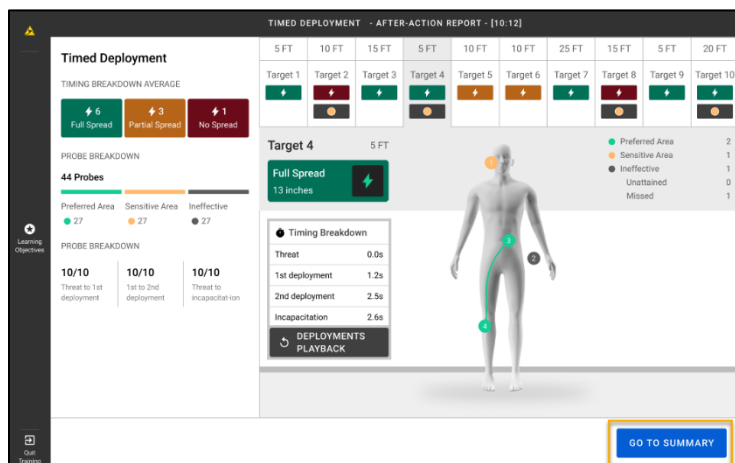 TIMED DEPLOYMENT - AFTER-ACTION REPORT - [10:12]
Timed Deployment
TIMING BREAKDOWN AVERAGE
6
Full Spread
3
Partial Spread
1
No Spread
PROBE BREAKDOWN
44 Probes
Preferred Area
27
Sensitive Area
27
Ineffective
27
PROBE BREAKDOWN
10/10
Threat to 1st
deployment
10/10
1st to 2nd
deployment
10/10
Threat to
incapacitat-ion
Learning
Objectives
Quit
Training
5 FT 10 FT 15 FT 5 FT 10 FT 10 FT 25 FT 15 FT 5 FT 20 FT
Target 1 Target 2 Target 3 Target 4 Target 5 Target 6 Target 7 Target 8 Target 9 Target 10
Target 4 5 FT
Full Spread
13 inches
Timing Breakdown
Threat 0.0s
1st deployment 1.2s
2nd deployment 2.5s
Incapacitation 2.6s
DEPLOYMENTS
PLAYBACK
1
3
2
4
Preferred Area 2
Sensitive Area 1
Ineffective 1
Unattained 0
Missed 1
GO TO SUMMARY